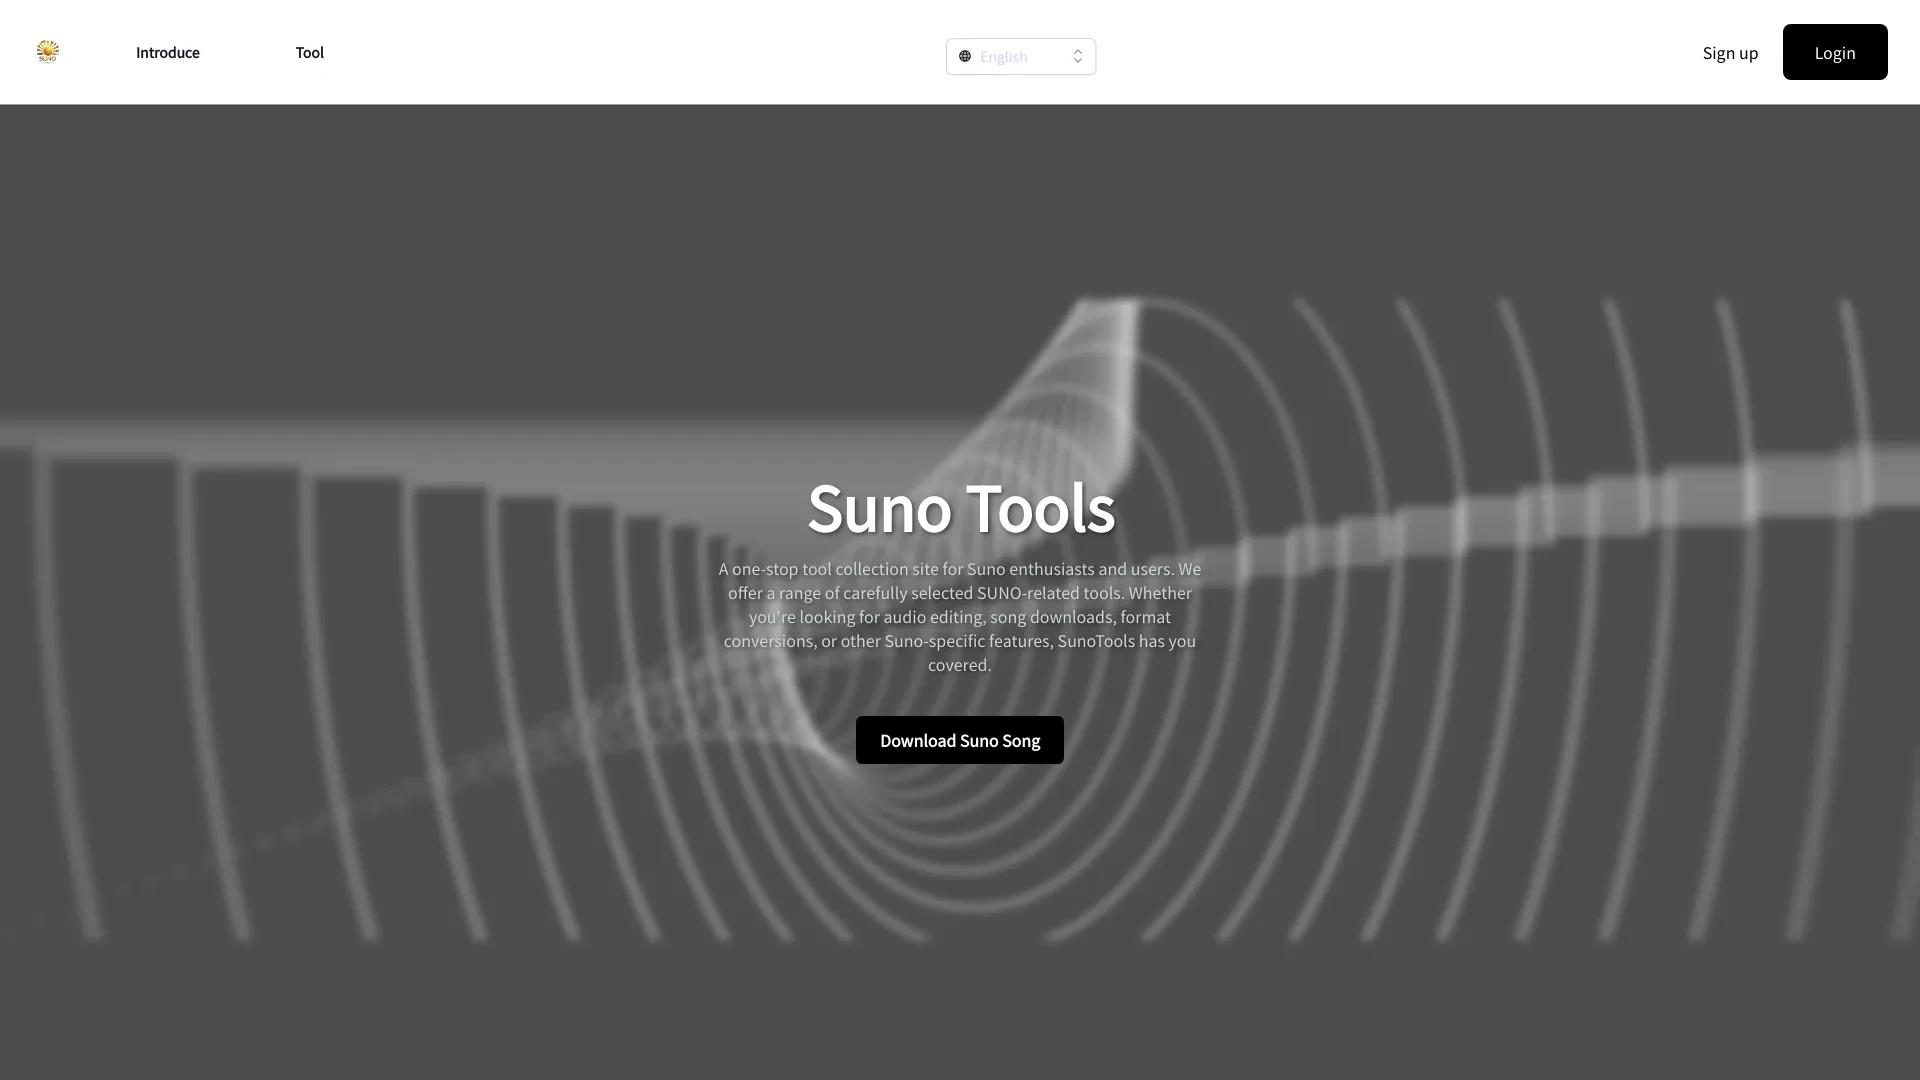 SUNO
Introduce
Tool
English
Sign up
Login
Suno Tools
A one-stop tool collection site for Suno enthusiasts and users. We
offer a range of carefully selected SUNO-related tools. Whether
you're looking for audio editing, song downloads, format
conversions, or other Suno-specific features, SunoTools has you
covered.
Download Suno Song